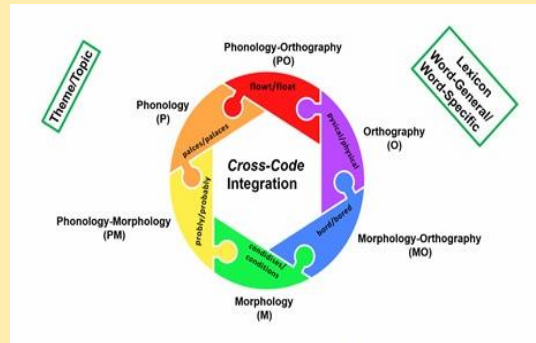 Theme/Topic
Phonology-Orthography
(PO)
Lexicon
Word-General/
Word-Specific
Phonology
(P)
flowt/float
Orthography
(O)
palces/palaces
pysical/physical
Cross-Code
Integration
probly/probably
bord/bored
Phonology-Morphology
(PM)
condidises/
conditions
Morphology-Orthography
(MO)
Morphology
(M)